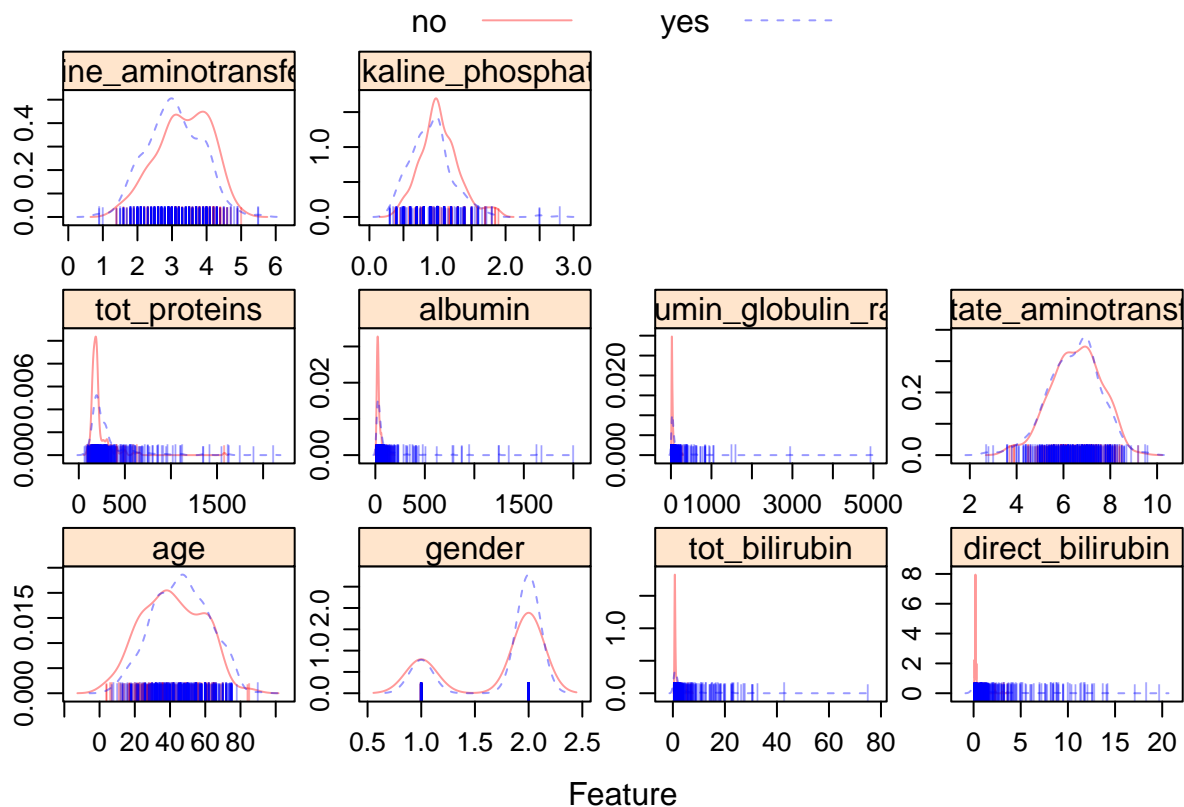 no yes
ine_aminotransfe kaline_phosphat
0.0 0.2 0.4
0.0 1.0
0 1 2 3 4 5 6
0.0 1.0 2.0 3.0
tot_proteins albumin umin_globulin_ra tate_aminotransf
0.000 0.006
0.00 0.02
0.000 0.020
0.0 0.2
0 500 1500
0 500 1500
0 1000 3000 5000
2 4 6 8 10
age gender tot_bilirubin direct_bilirubin
0.000 0.015
0.0 1.0 2.0
0.0 1.0
0 2 4 6 8
0 20 40 60 80
0.5 1.0 1.5 2.0 2.5
0 20 40 60 80
0 5 10 15 20
Feature